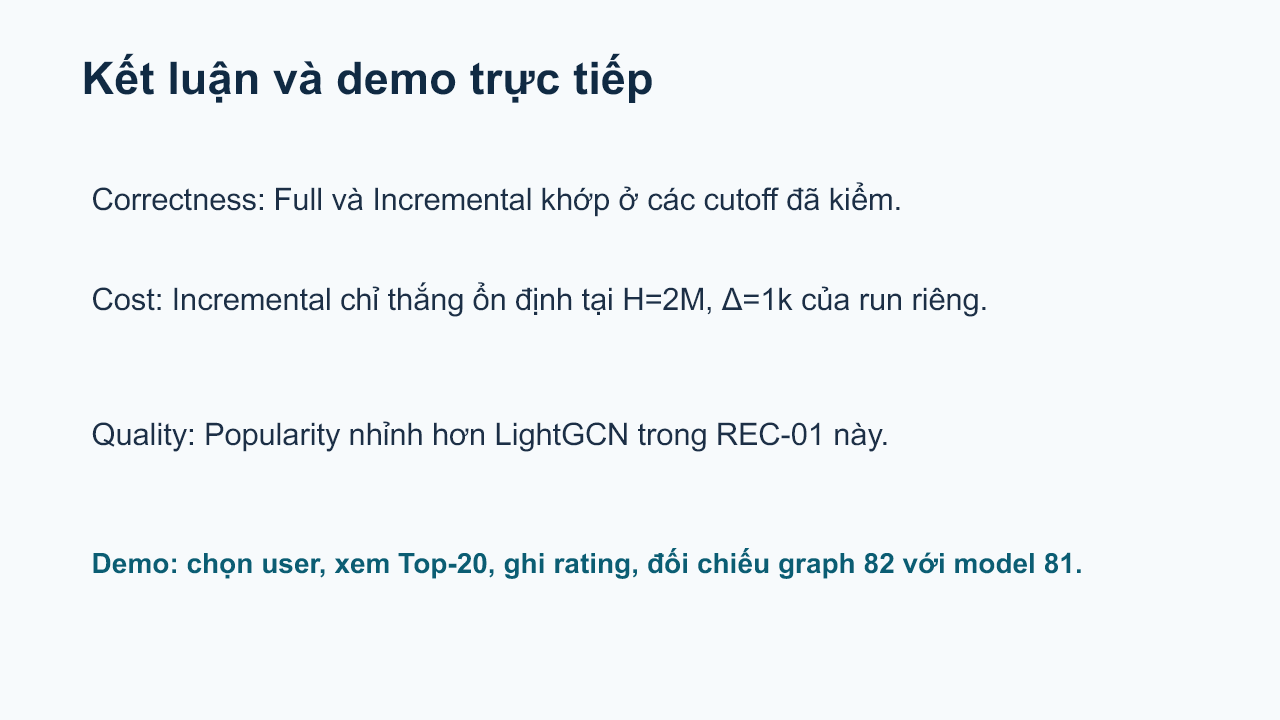 Kết luận và demo trực tiếp
Correctness: Full và Incremental khớp ở các cutoff đã kiểm.
Cost: Incremental chỉ thắng ổn định tại H=2M, Δ=1k của run riêng.
Quality: Popularity nhỉnh hơn LightGCN trong REC-01 này.
Demo: chọn user, xem Top-20, ghi rating, đối chiếu graph 82 với model 81.